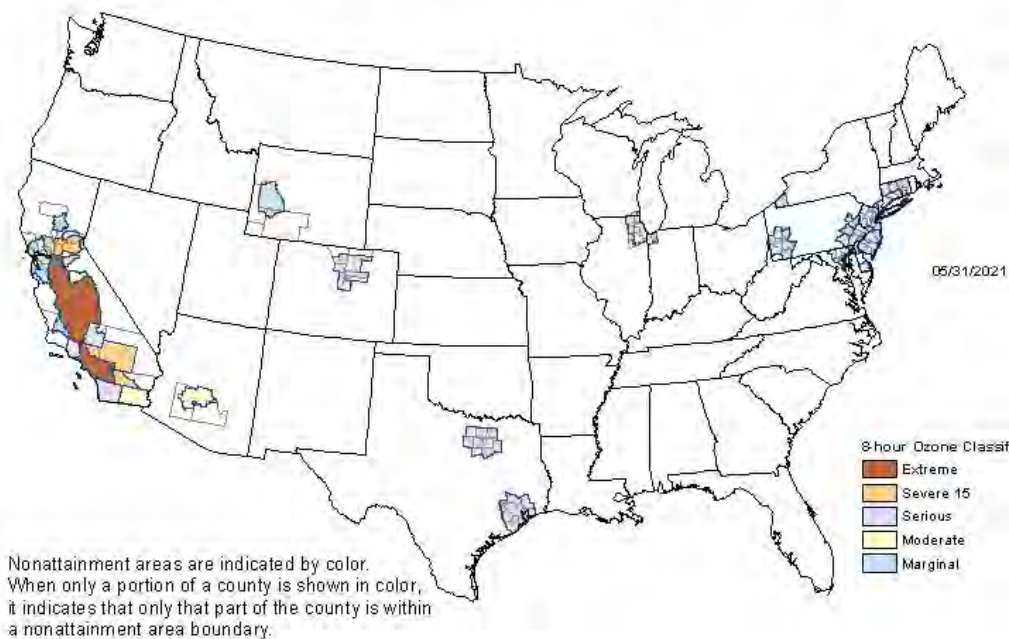 05/31/2021
8-hour Ozone Classif
Extreme
Severe 15
Serious
Moderate
Marginal
Nonattainment areas are indicated by color.
When only a portion of a county is shown in color,
it indicates that only that part of the county is within
a nonattainment area boundary.